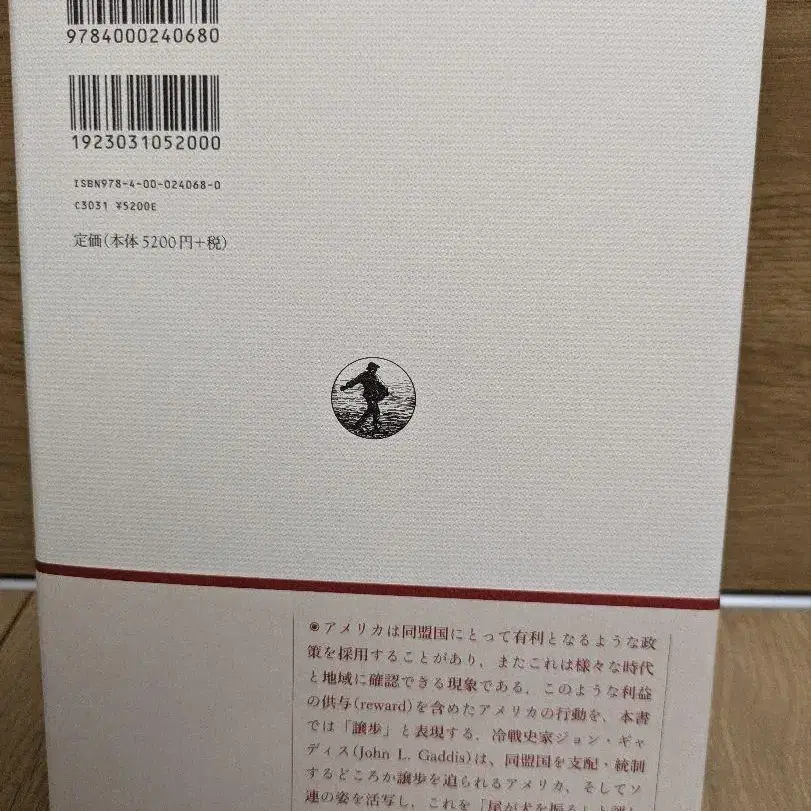 9784000240680
1923031052000
ISBN978-4-00-024068-0
C3031 ¥5200E
定価(本体5200円+税)
◉アメリカは同盟国にとって有利となるような政
策を採用することがあり，またこれは様々な時代
と地域に確認できる現象である．このような利益
の供与(reward)を含めたアメリカの行動を，本書
では「譲歩」と表現する．冷戦史家ジョン・ギャ
ディス(John L. Gaddis)は，同盟国を支配・統制
するどころか譲歩を迫られるアメリカ，そしてソ
連の姿を活写し，これを「尾が犬を振る」と